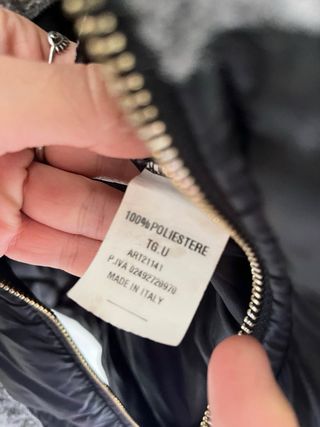 100%POLIESTERE
TG.U
ART21141
P.IVA 02492720970
MADE IN ITALY